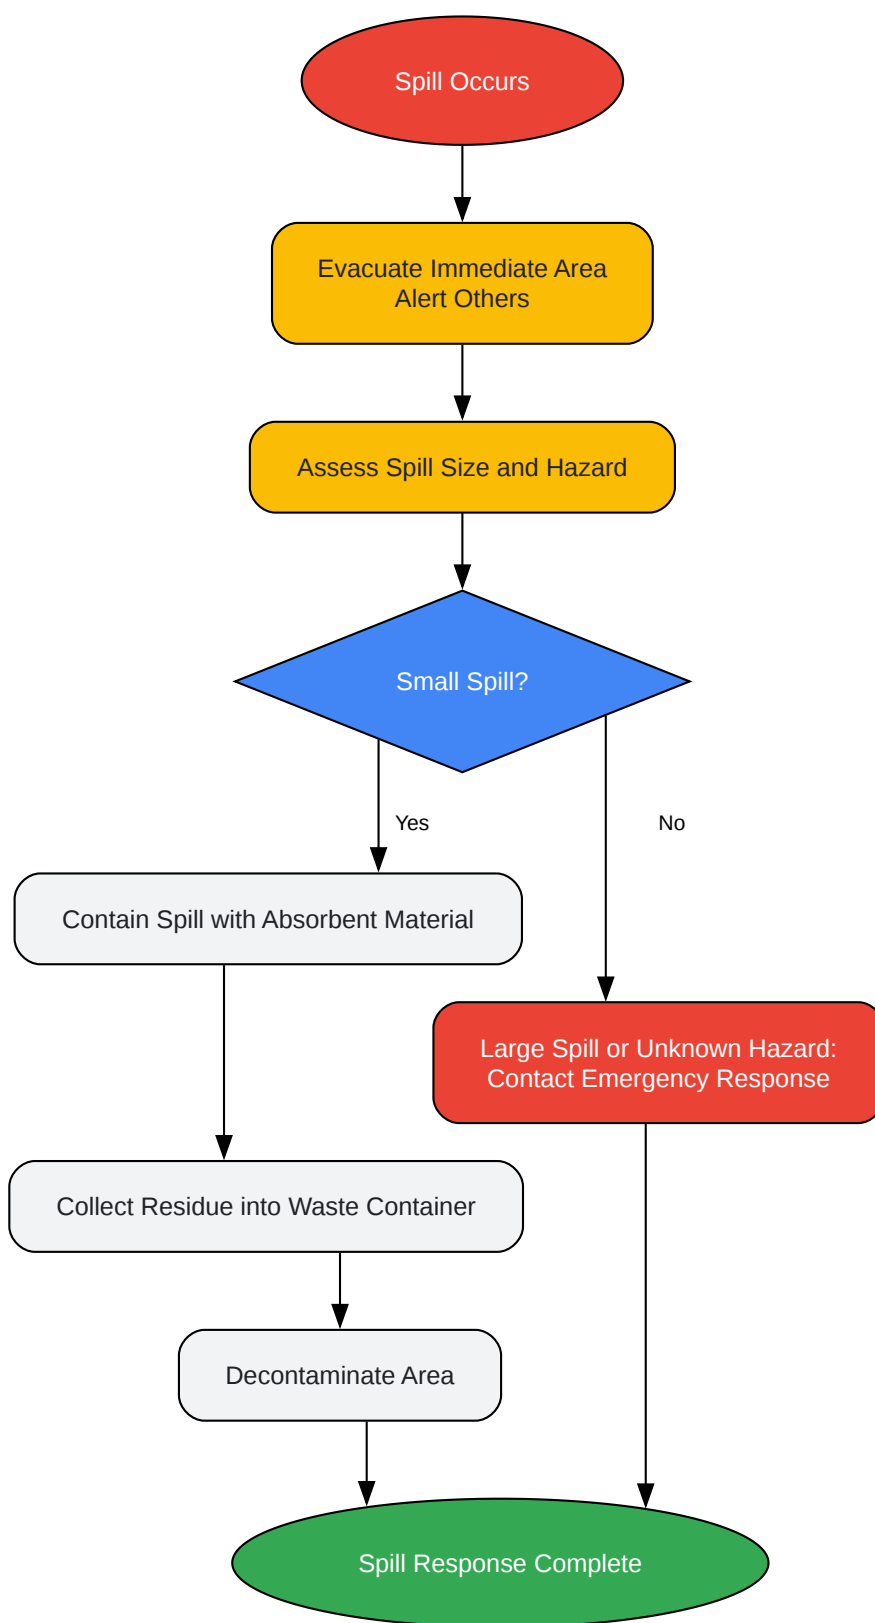 Spill Occurs
Evacuate Immediate Area
Alert Others
Assess Spill Size and Hazard
Small Spill?
Yes
No
Contain Spill with Absorbent Material
Large Spill or Unknown Hazard:
Contact Emergency Response
Collect Residue into Waste Container
Decontaminate Area
Spill Response Complete